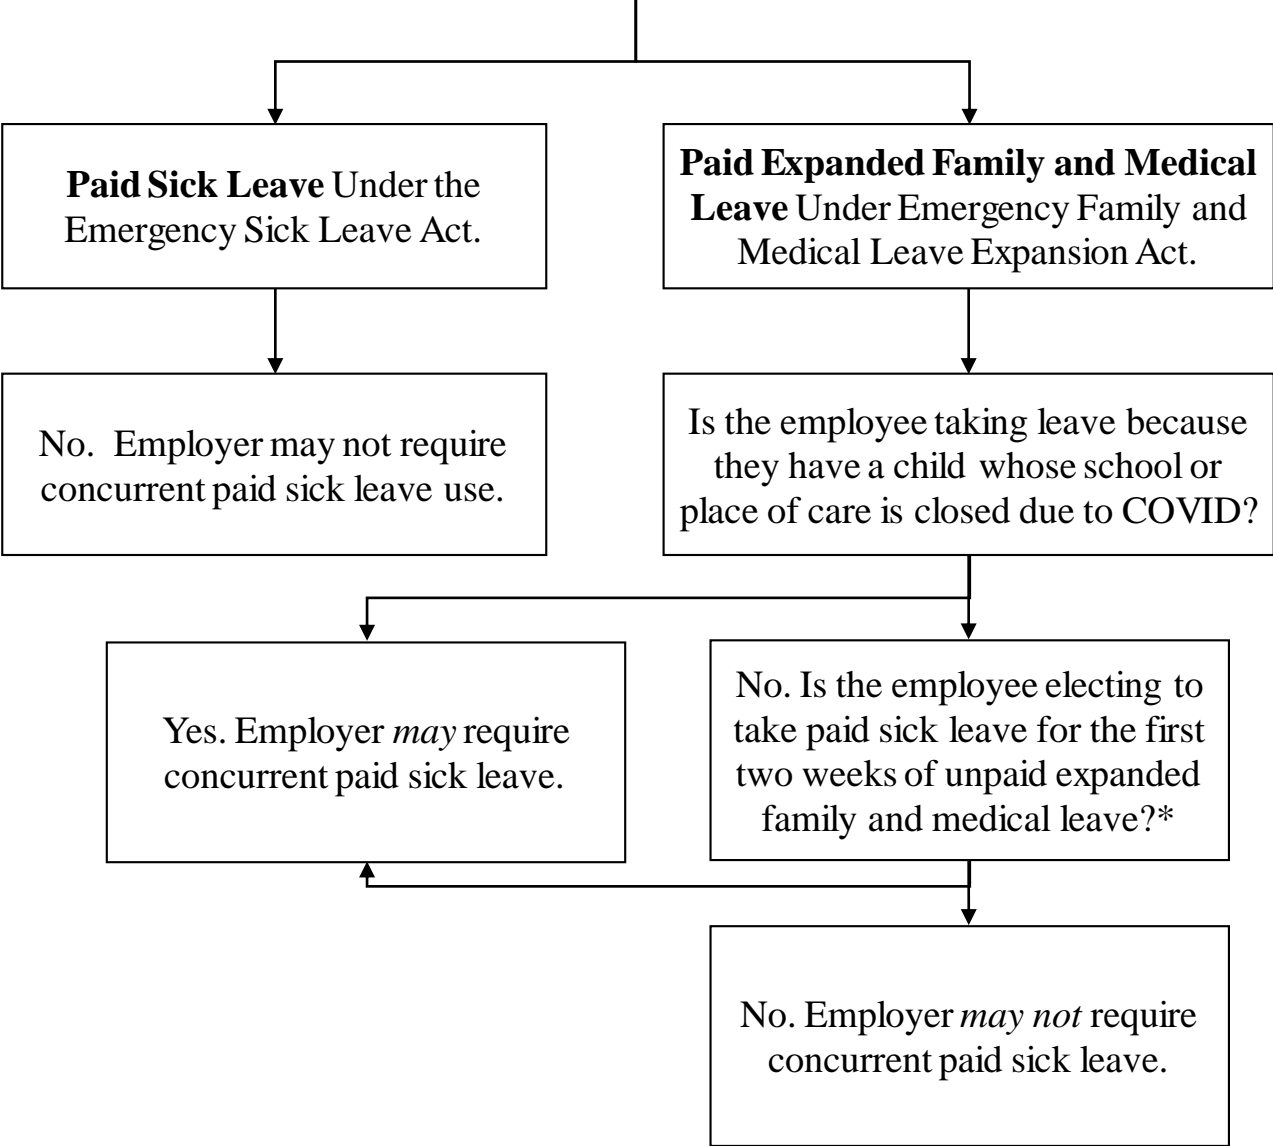 Paid Sick Leave Under the
Emergency Sick Leave Act.
Paid Expanded Family and Medical
Leave Under Emergency Family and
Medical Leave Expansion Act.
No. Employer may not require
concurrent paid sick leave use.
Is the employee taking leave because
they have a child whose school or
place of care is closed due to COVID?
Yes. Employer may require
concurrent paid sick leave.
No. Is the employee electing to
take paid sick leave for the first
two weeks of unpaid expanded
family and medical leave?*
No. Employer may not require
concurrent paid sick leave.